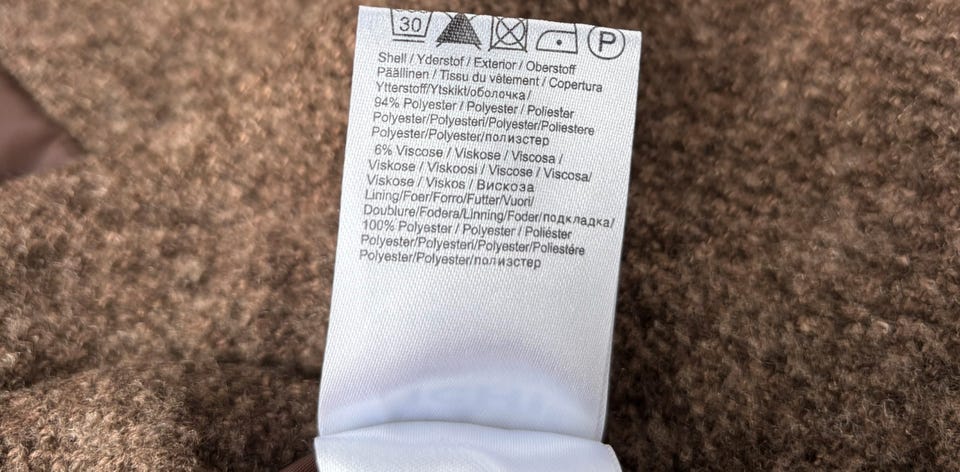 30
P
Shell / Yderstof / Exterior / Oberstoff
Päällinen / Tissu du vêtement / Copertura
Ytterstoff/Ytskikt/оболочка/
94% Polyester / Polyester / Poliester
Polyester/Polyesteri/Polyester/Poliestere
Polyester/Polyester/полиэстер
6% Viscose / Viskose / Viscosa /
Viskose / Viskoosi / Viscose / Viscosa/
Viskose / Viskos / Вискоза
Lining/Foer/Forro/Futter/Vuori/
Doublure/Fodera/Linning/Foder/подкладка/
100% Polyester / Polyester / Poliéster
Polyester/Polyesteri/Polyester/Poliestére
Polyester/Polyester/полиэстер